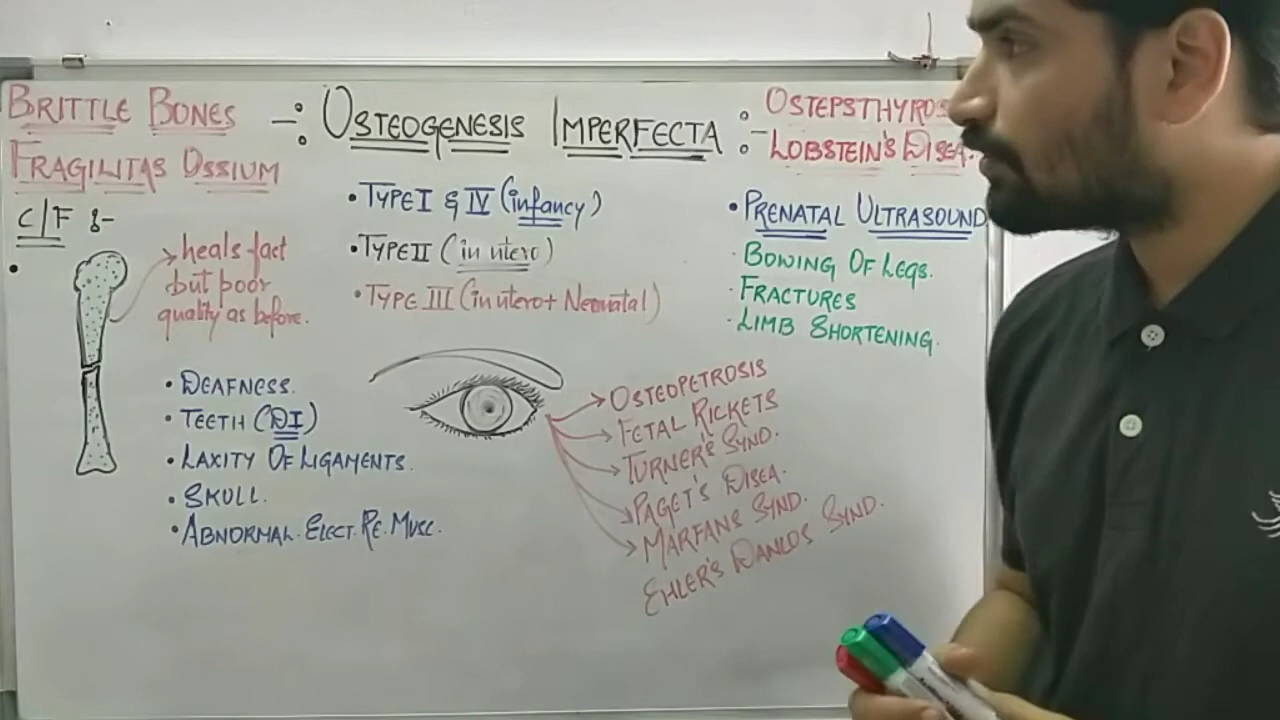 BRITTLE BONES
FRAGILITAS OSSIUM
-: OSTEOGENESIS IMPERFECTA :-
OSTEPSTHYROS
LOBSTEIN'S DISEA.
C/F :-
heals fact
but poor
quality as before.
• TYPE I & IV (infancy)
• TYPE II (in utero)
• TYPE III (in utero + Neonatal)
• PRENATAL ULTRASOUND
· BOWING OF LEGS.
· FRACTURES
· LIMB SHORTENING.
• DEAFNESS.
• TEETH (DI)
• LAXITY OF LIGAMENTS.
• SKULL.
• ABNORMAL. ELECT. RE. MUSC.
OSTEOPETROSIS
FETAL RICKETS
TURNER'S SYND.
PAGET'S DISEA.
MARFANS SYND.
EHLER'S DANLOS SYND.